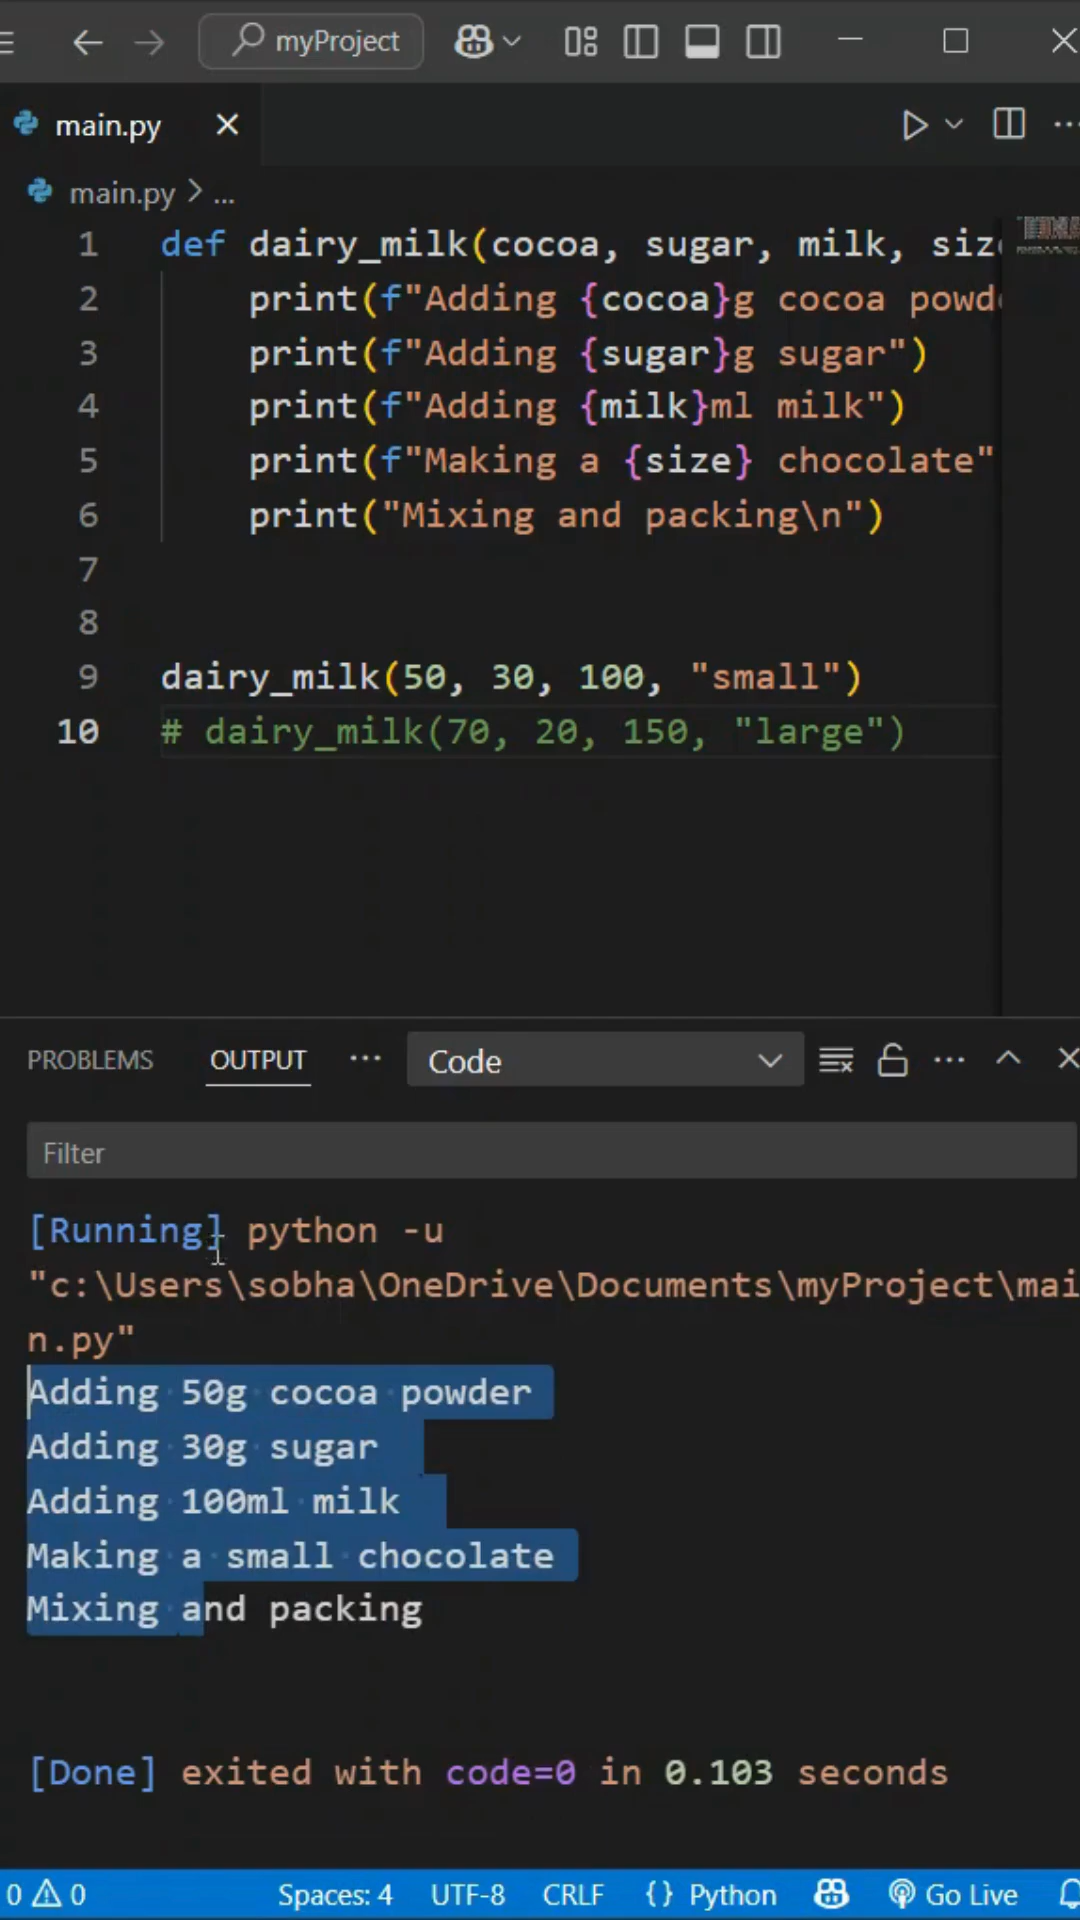 myProject
main.py
main.py > ...
1 def dairy_milk(cocoa, sugar, milk, size
2     print(f"Adding {cocoa}g cocoa powde
3     print(f"Adding {sugar}g sugar")
4     print(f"Adding {milk}ml milk")
5     print(f"Making a {size} chocolate"
6     print("Mixing and packing\n")
7
8
9 dairy_milk(50, 30, 100, "small")
10 # dairy_milk(70, 20, 150, "large")
PROBLEMS OUTPUT ... Code
Filter
[Running] python -u
"c:\Users\sobha\OneDrive\Documents\myProject\mai
n.py"
Adding 50g cocoa powder
Adding 30g sugar
Adding 100ml milk
Making a small chocolate
Mixing and packing
[Done] exited with code=0 in 0.103 seconds
0 0 Spaces: 4 UTF-8 CRLF {} Python Go Live